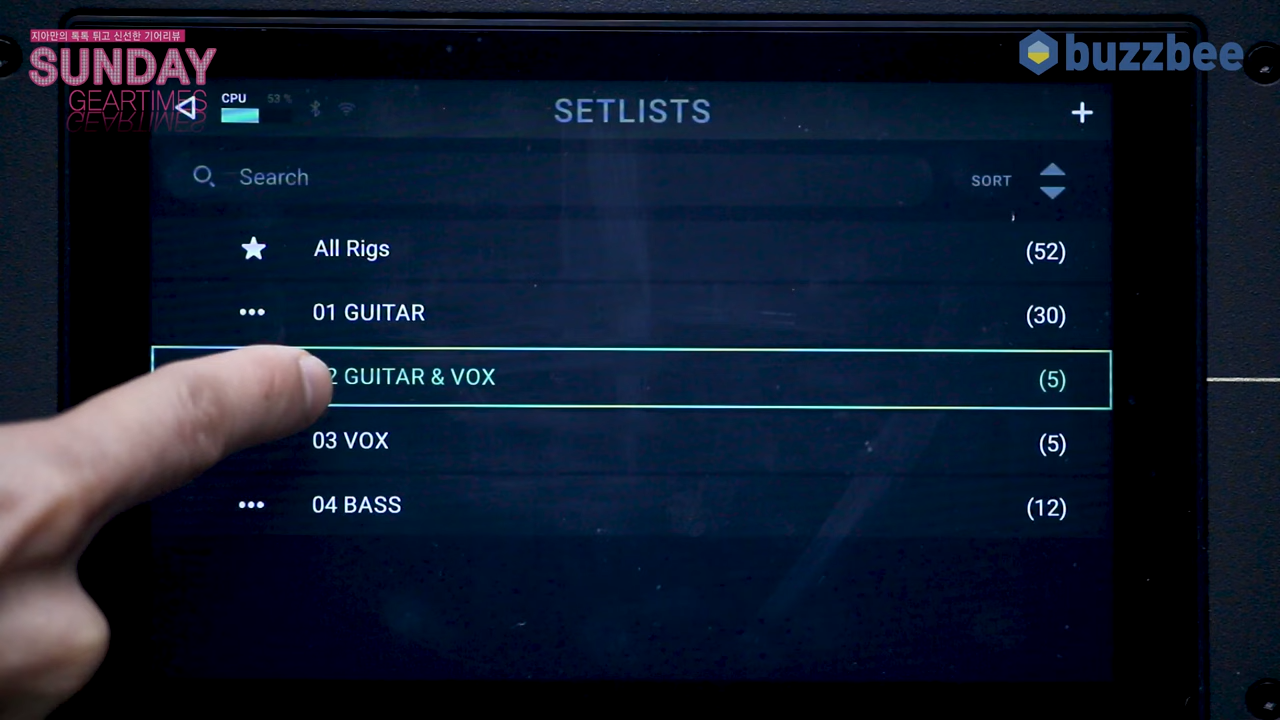 지아만의 톡톡 튀고 신선한 기어리뷰
SUNDAY
GEARTIMES
buzzbee
CPU 53 %
SETLISTS
+
Search
SORT
All Rigs (52)
01 GUITAR (30)
2 GUITAR & VOX (5)
03 VOX (5)
04 BASS (12)